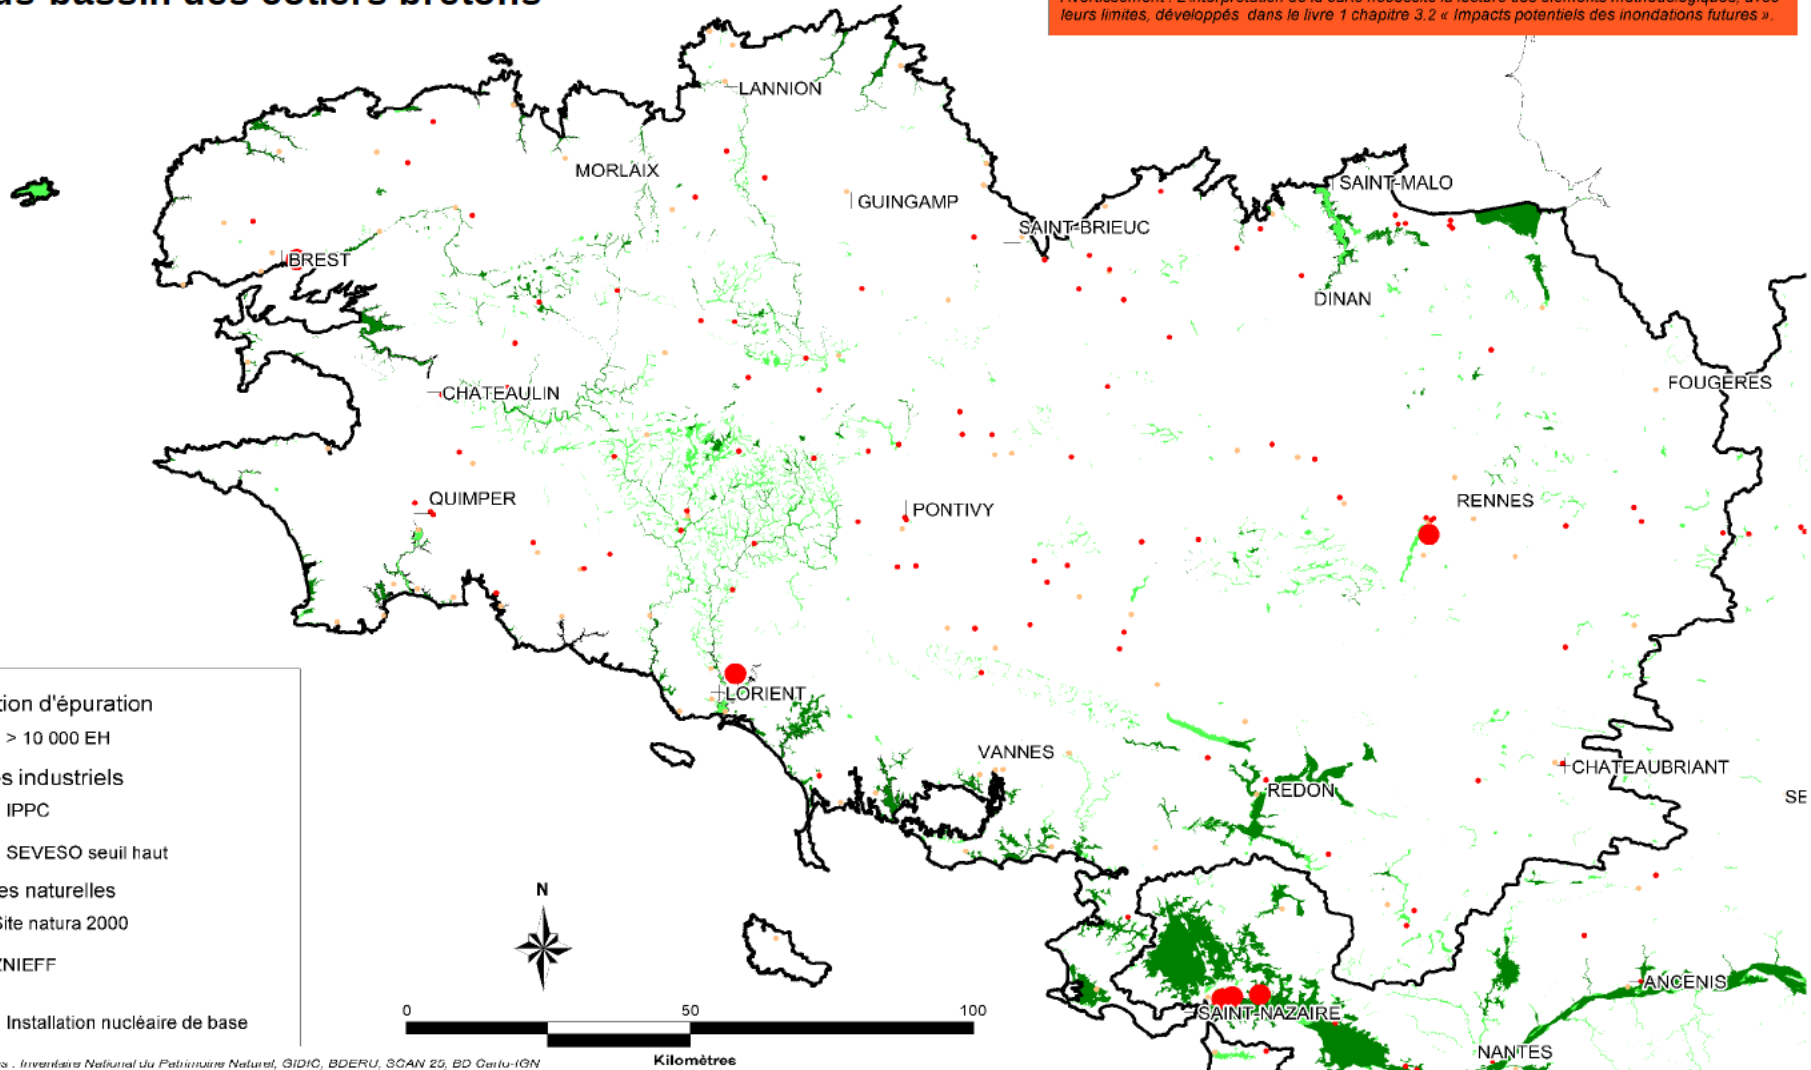 us bassin des côtiers bretons
leurs limites, développés dans le livre 1 chapitre 3.2 « Impacts potentiels des inondations futures ».
LANNION
MORLAIX
SAINT-MALO
GUINGAMP
SAINT-BRIEUC
BREST
DINAN
FOUGERES
CHATEAULIN
QUIMPER
RENNES
PONTIVY
LORIENT
VANNES
CHATEAUBRIANT
REDON
SE
ANCENIS
SAINT-NAZAIRE
NANTES
tion d'épuration
> 10 000 EH
es industriels
IPPC
SEVESO seuil haut
es naturelles
Site natura 2000
ZNIEFF
Installation nucléaire de base
N
0 50 100
Kilomètres
s : Inventaire National du Patrimoine Naturel, GIDIC, BDERU, SCAN 25, BD Carto-IGN